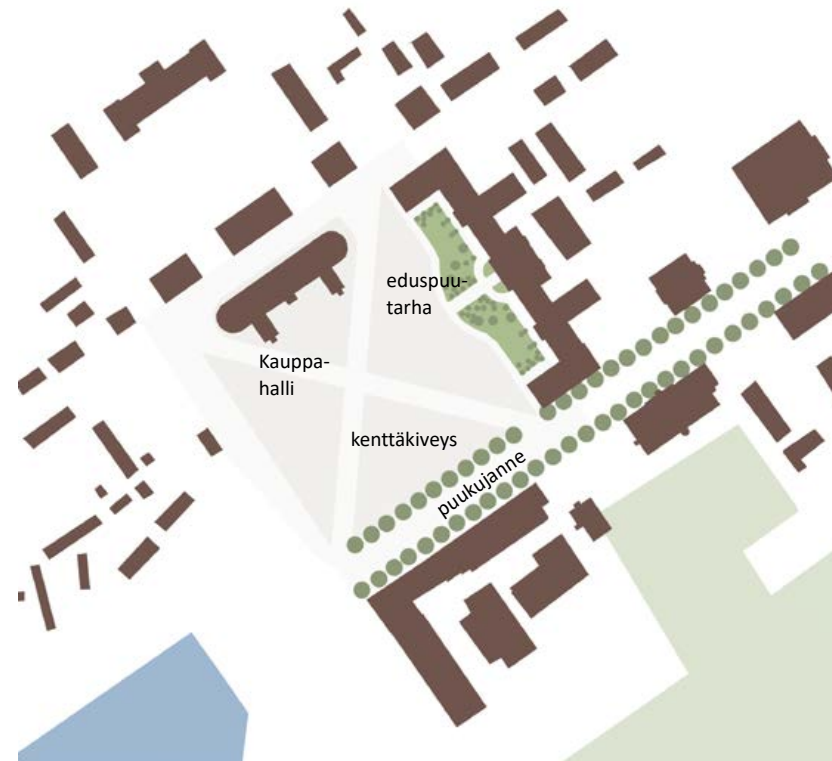 eduspuu-
tarha
Kauppa-
halli
kenttäkiveys
puukujanne